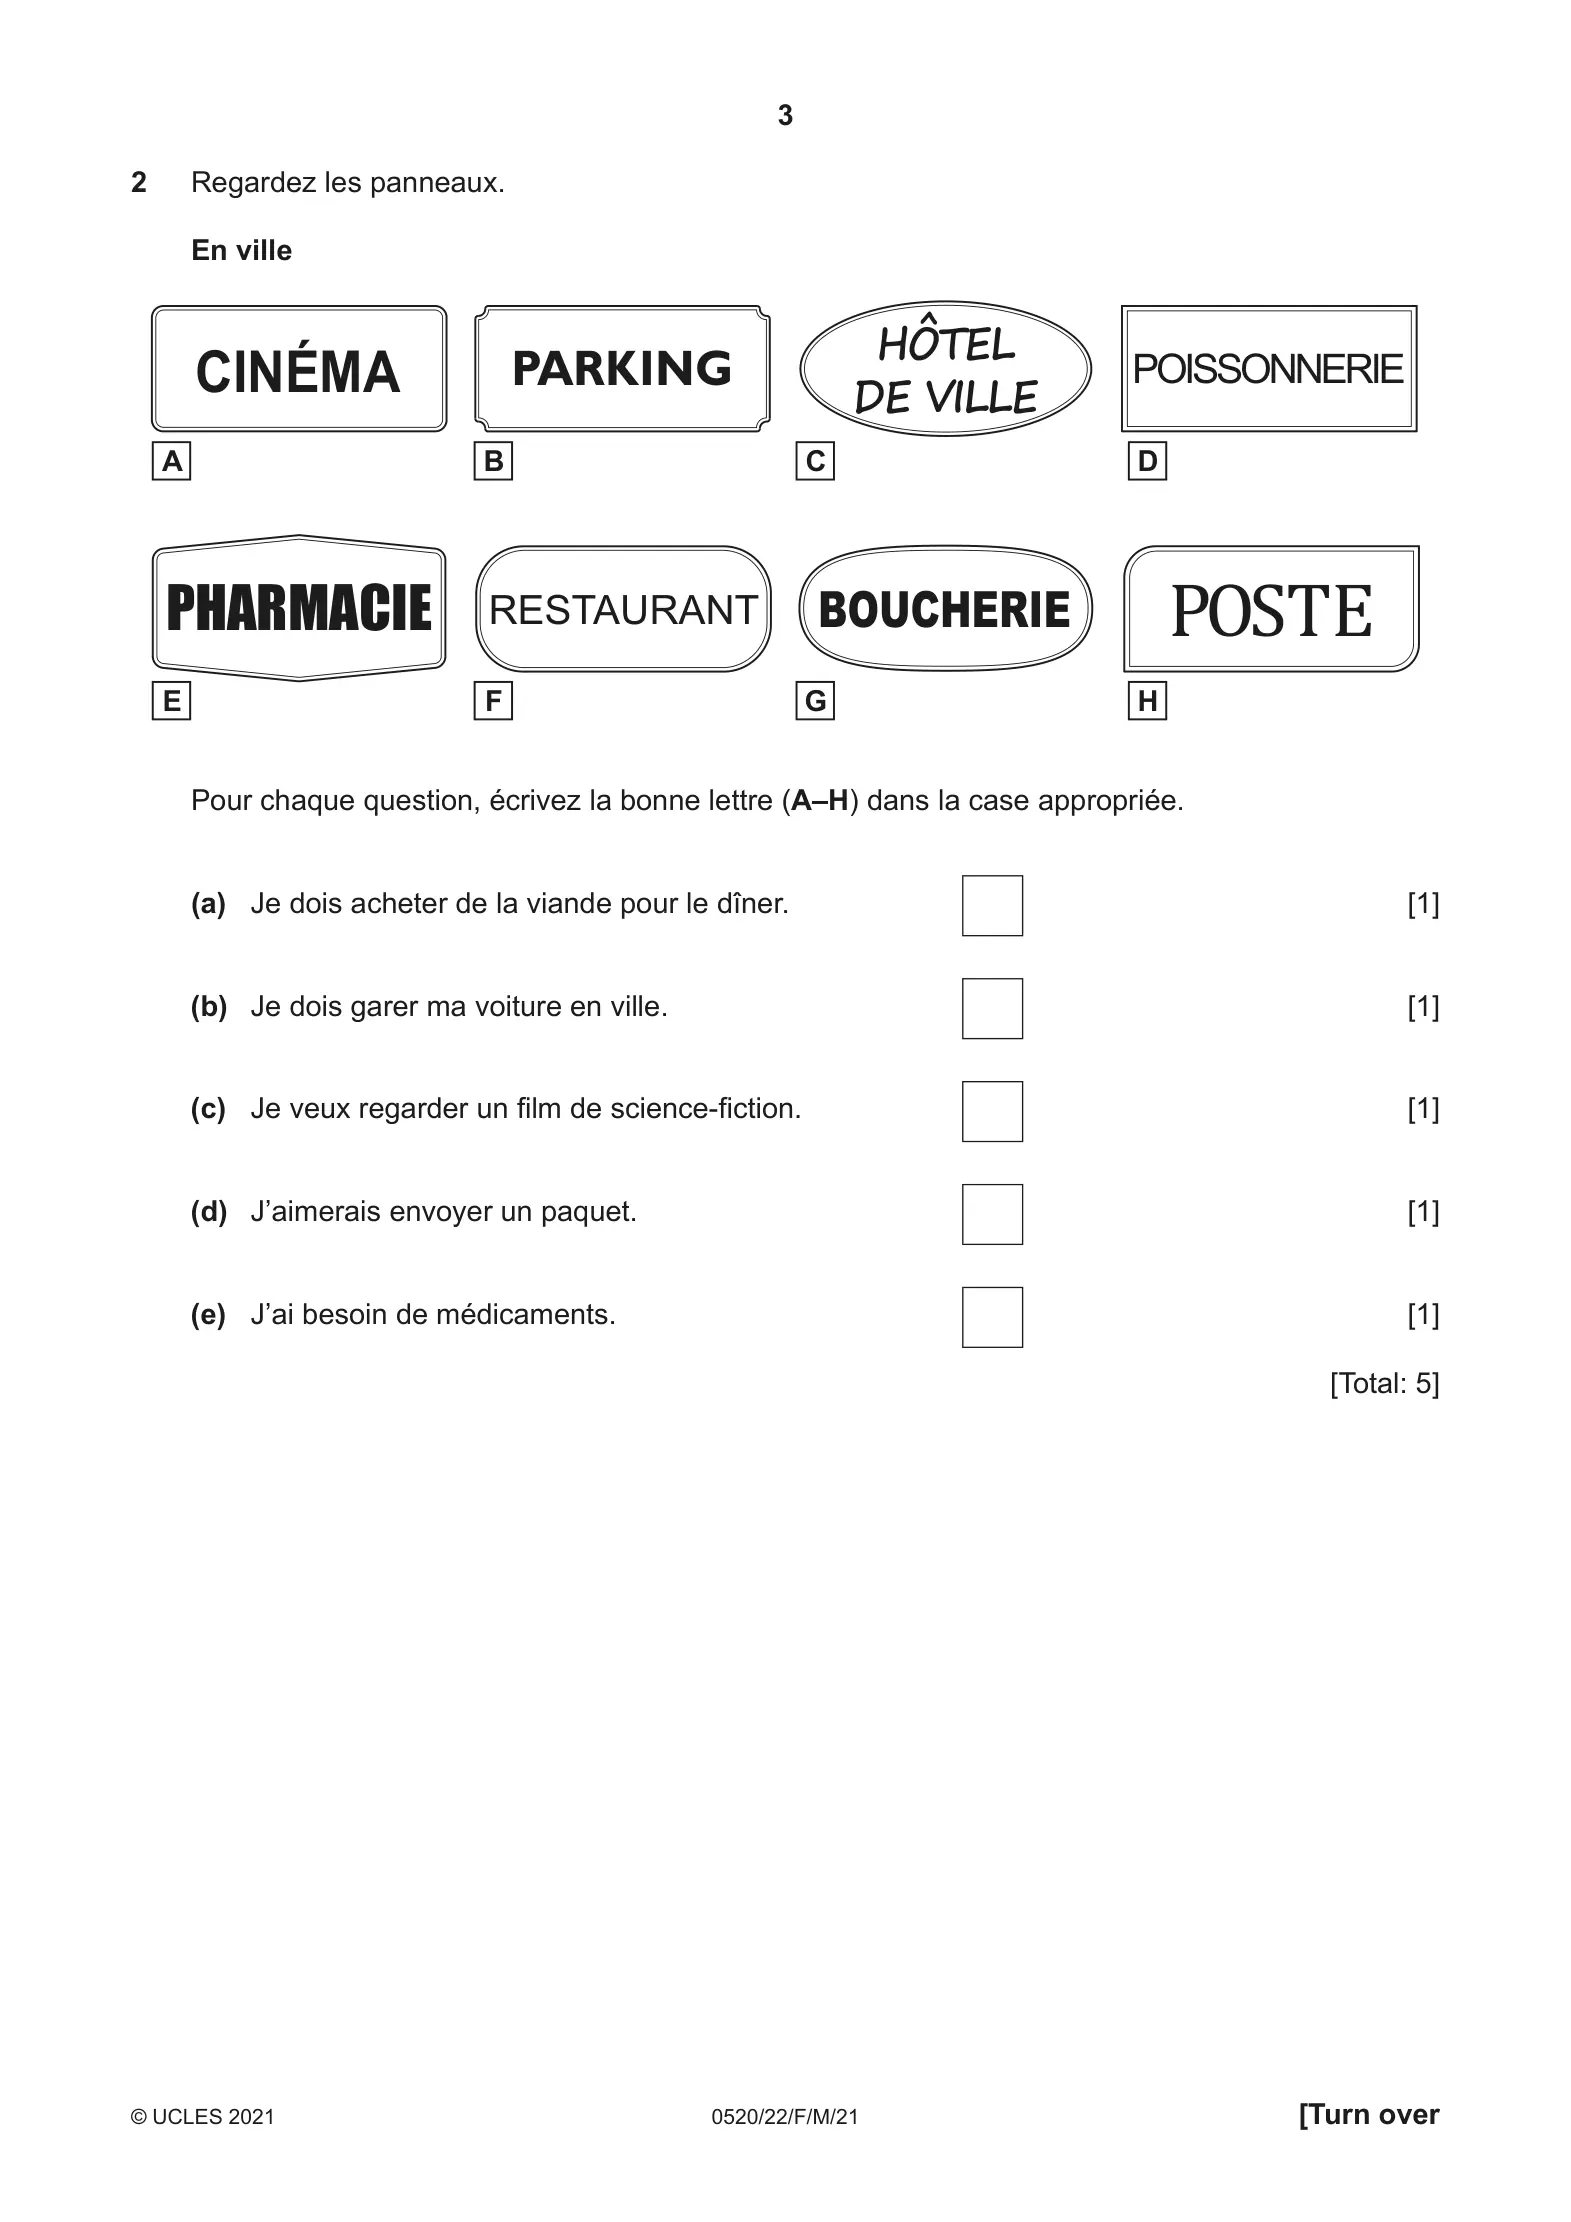 3
2 Regardez les panneaux.
En ville
CINÉMA PARKING HÔTEL DE VILLE POISSONNERIE
A B C D
PHARMACIE RESTAURANT BOUCHERIE POSTE
E F G H
Pour chaque question, écrivez la bonne lettre (A–H) dans la case appropriée.
(a) Je dois acheter de la viande pour le dîner. [1]
(b) Je dois garer ma voiture en ville. [1]
(c) Je veux regarder un film de science-fiction. [1]
(d) J’aimerais envoyer un paquet. [1]
(e) J’ai besoin de médicaments. [1]
[Total: 5]
© UCLES 2021 0520/22/F/M/21 [Turn over